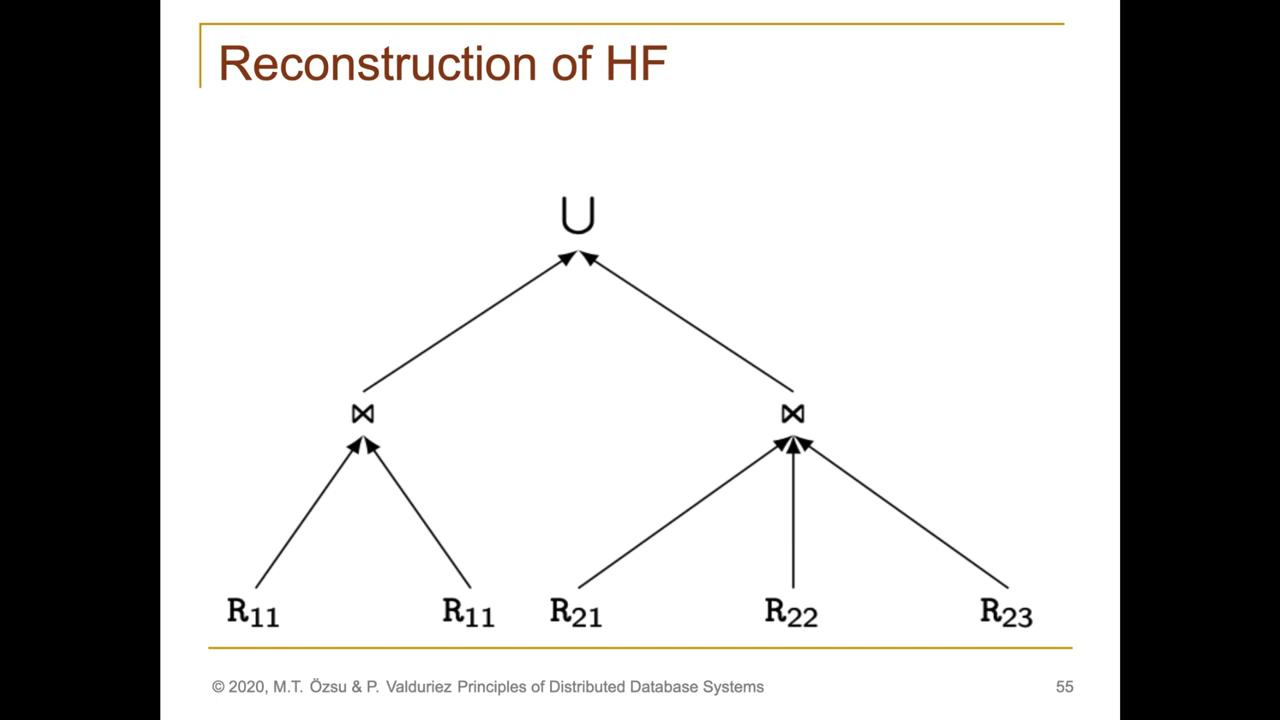 Reconstruction of HF
∪
⋈ ⋈
R11 R11 R21 R22 R23
© 2020, M.T. Özsu & P. Valduriez Principles of Distributed Database Systems 55